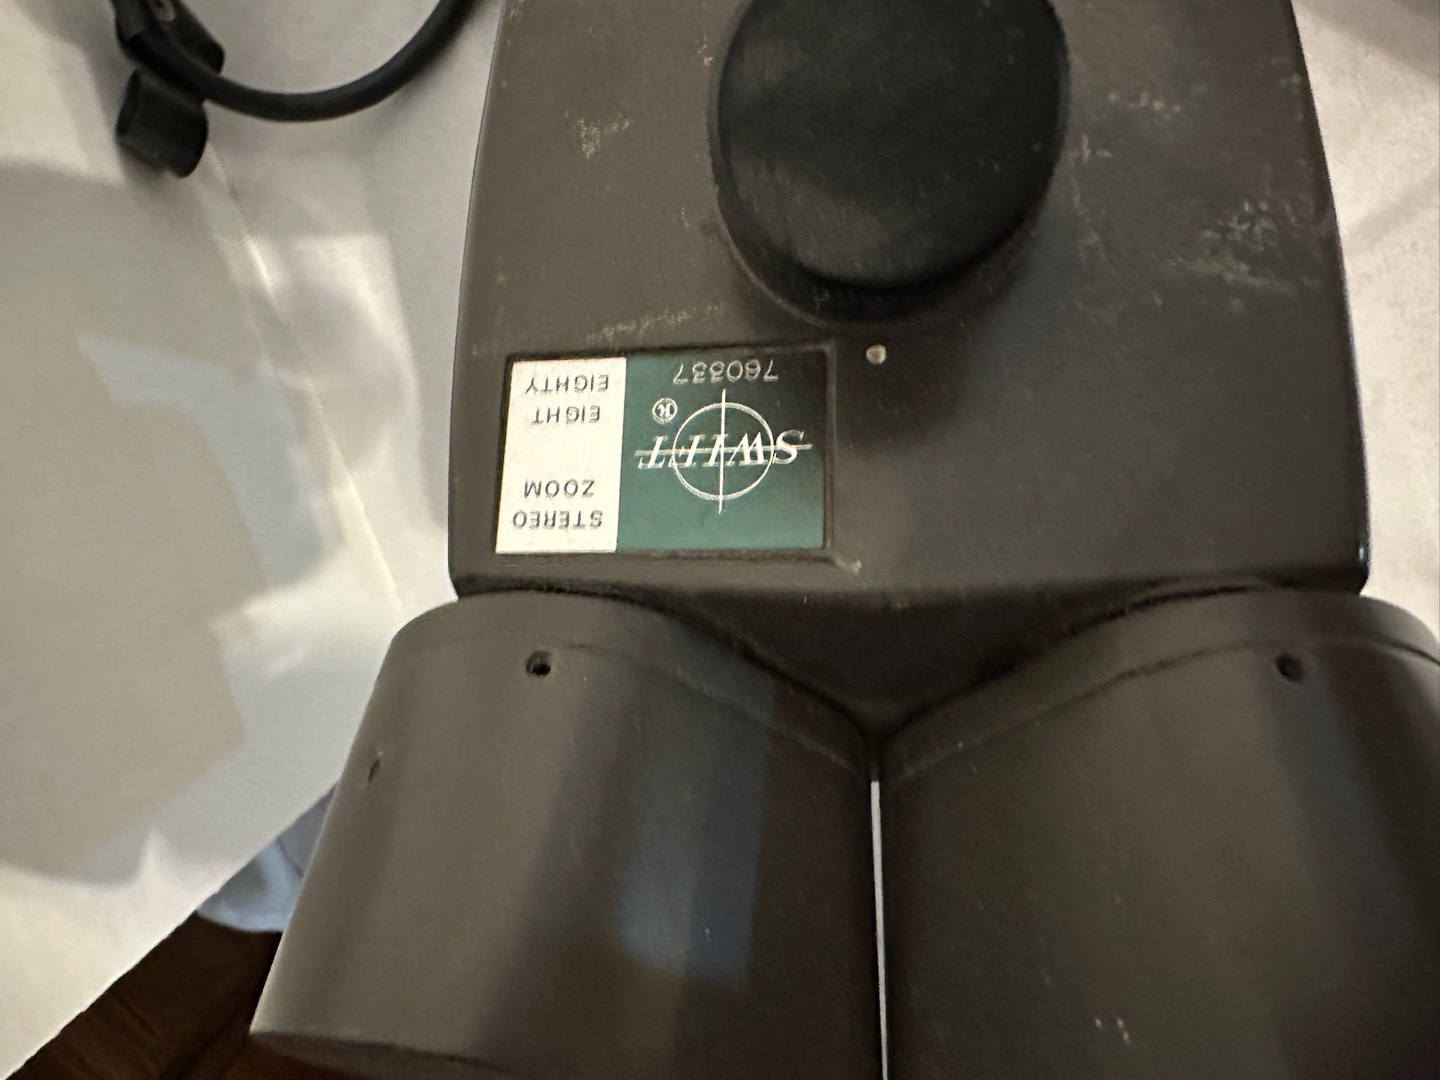 STEREO
ZOOM
EIGHT
EIGHTY
SWIFT
®
760337